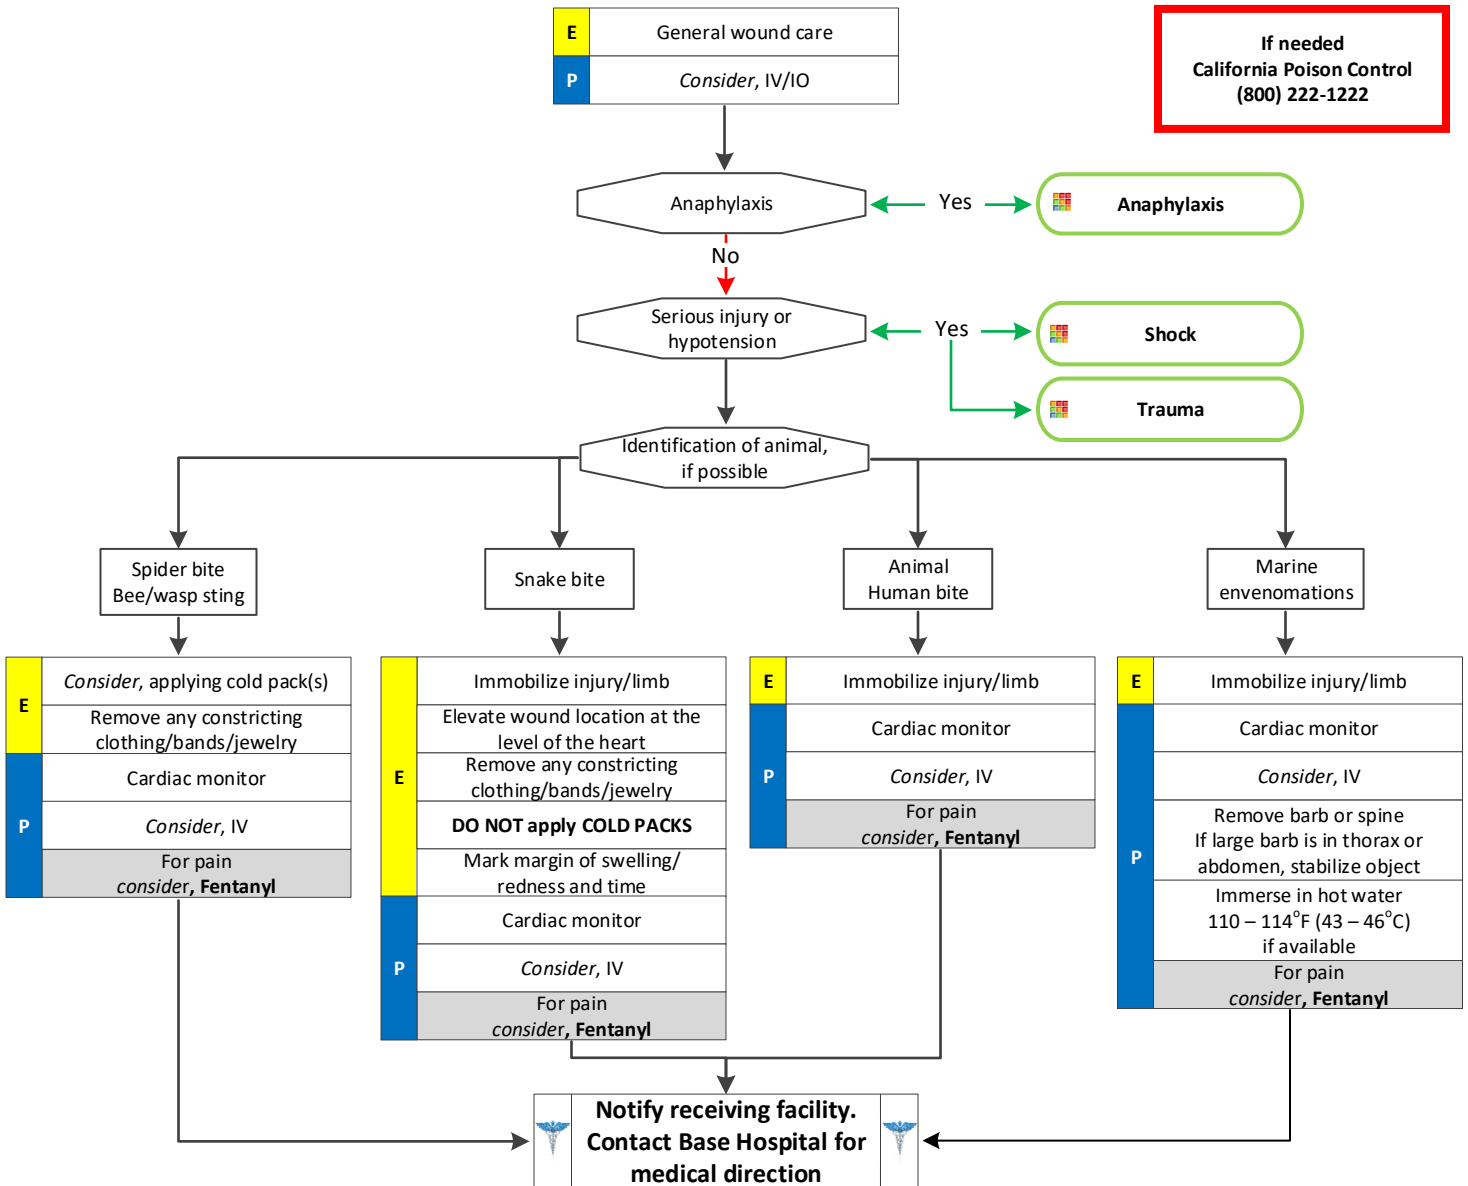 E
General wound care
P
Consider, IV/IO
If needed
California Poison Control
(800) 222-1222
Anaphylaxis
Yes
Anaphylaxis
No
Serious injury or
hypotension
Yes
Shock
Trauma
Identification of animal,
if possible
Spider bite
Bee/wasp sting
Snake bite
Animal
Human bite
Marine
envenomations
E
Consider, applying cold pack(s)
Remove any constricting
clothing/bands/jewelry
P
Cardiac monitor
Consider, IV
For pain
consider, Fentanyl
E
Immobilize injury/limb
Elevate wound location at the
level of the heart
Remove any constricting
clothing/bands/jewelry
DO NOT apply COLD PACKS
Mark margin of swelling/
redness and time
P
Cardiac monitor
Consider, IV
For pain
consider, Fentanyl
E
Immobilize injury/limb
P
Cardiac monitor
Consider, IV
For pain
consider, Fentanyl
E
Immobilize injury/limb
P
Cardiac monitor
Consider, IV
Remove barb or spine
If large barb is in thorax or
abdomen, stabilize object
Immerse in hot water
110 – 114°F (43 – 46°C)
if available
For pain
consider, Fentanyl
Notify receiving facility.
Contact Base Hospital for
medical direction